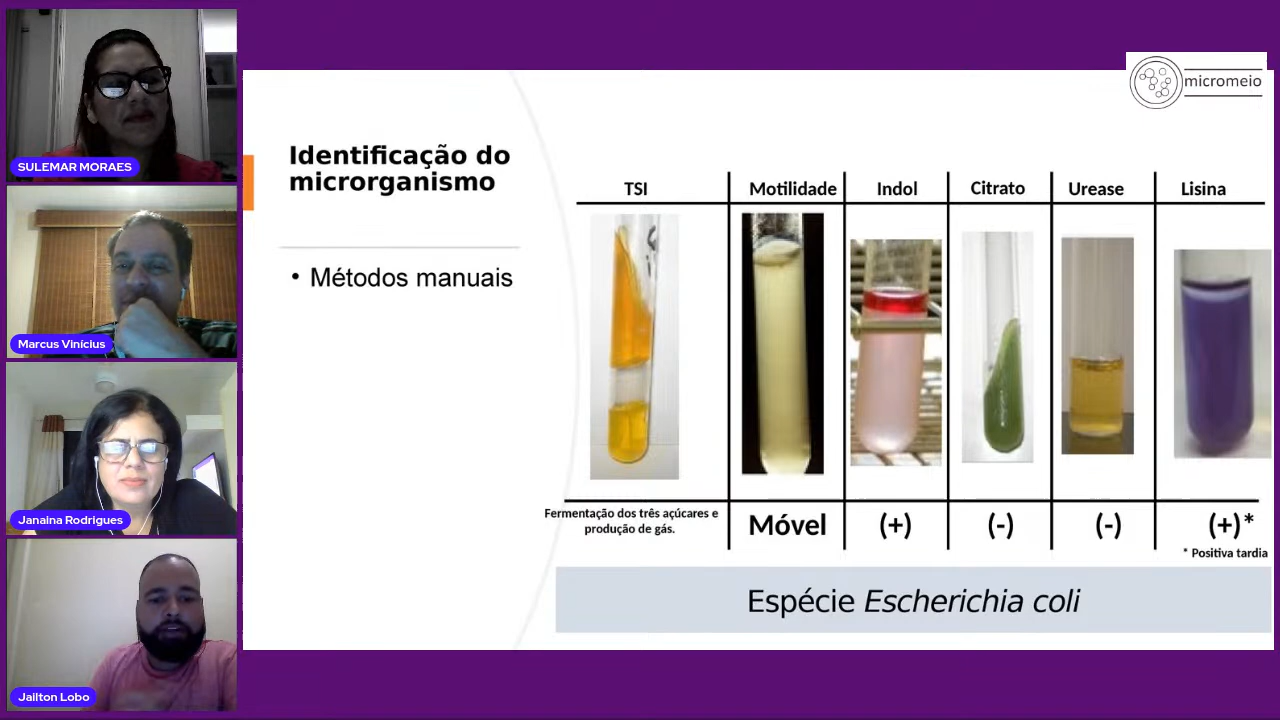 SULEMAR MORAES
Marcus Vinícius
Janaina Rodrigues
Jailton Lobo
micromeio
Identificação do
microrganismo
• Métodos manuais
TSI Motilidade Indol Citrato Urease Lisina
Fermentação dos três açúcares e
produção de gás.
Móvel (+) (-) (-) (+)*
* Positiva tardia
Espécie Escherichia coli